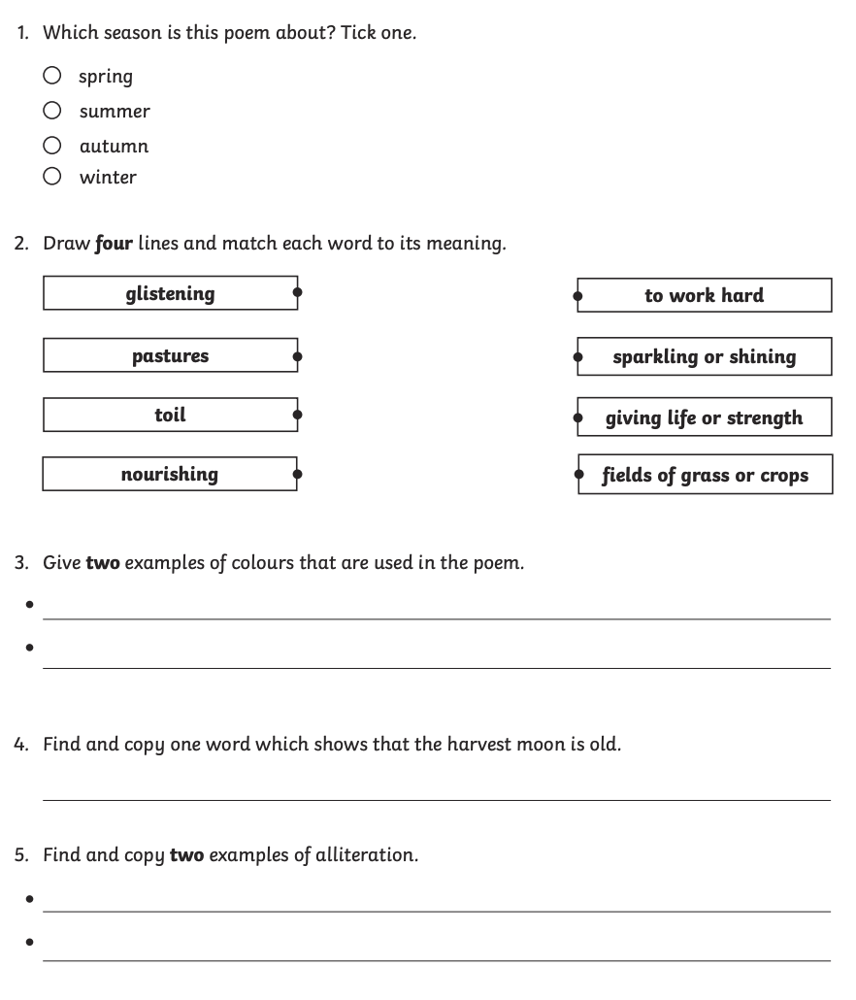 1. Which season is this poem about? Tick one.
spring
summer
autumn
winter
2. Draw four lines and match each word to its meaning.
glistening
to work hard
pastures
sparkling or shining
toil
giving life or strength
nourishing
fields of grass or crops
3. Give two examples of colours that are used in the poem.
•
•
4. Find and copy one word which shows that the harvest moon is old.
5. Find and copy two examples of alliteration.
•
•